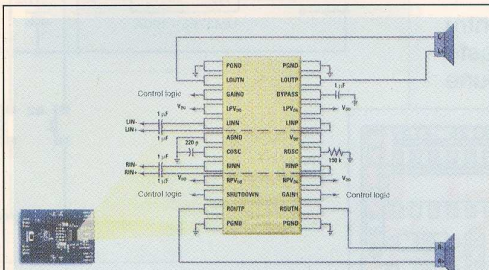 PGND PGND
LOUTN LOUTP
Control logic GAIN0 BYPASS 1 µF
VDD LPVDD LPVDD VDD
LIN- 1 µF LINN LINP
LIN+ 1 µF AGND VDD
220 p COSC ROSC 150 k
RIN- 1 µF RINN RINP
RIN+ 1 µF VDD RPVDD RPVDD VDD
Control logic SHUTDOWN GAIN1 Control logic
ROUTP ROUTN
PGND PGND